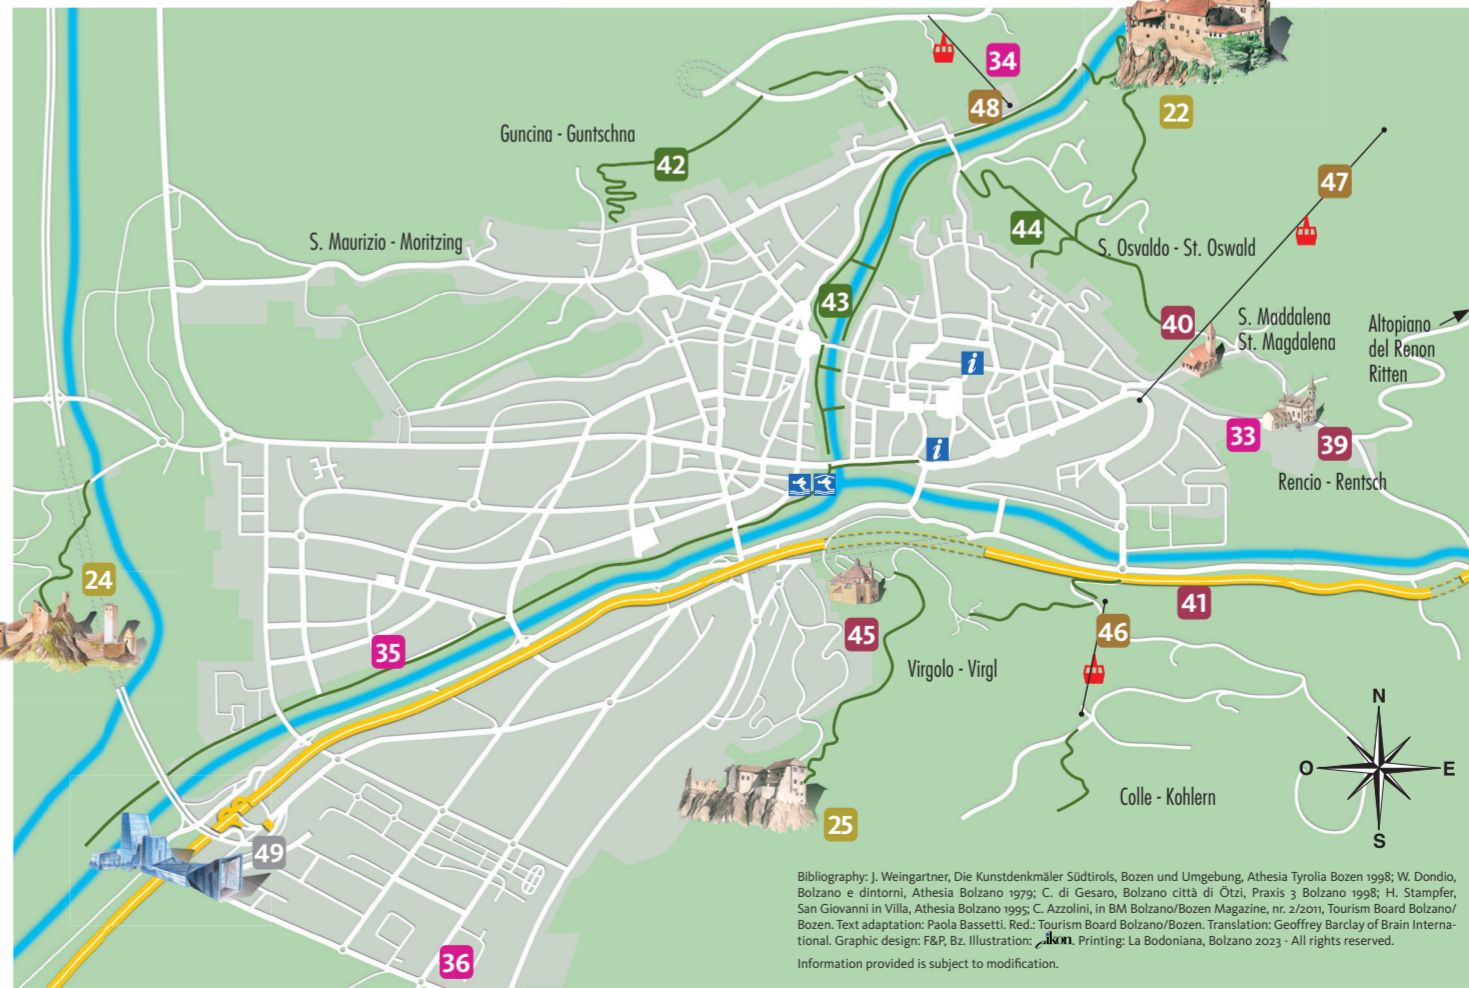 34
48
22
Guncina - Guntschna
42
47
44
S. Maurizio - Moritzing
S. Osvaldo - St. Oswald
43
40
S. Maddalena
St. Magdalena
Altopiano
del Renon
Ritten
i
i
33
39
Rencio - Rentsch
24
41
46
45
35
Virgolo - Virgl
N
O
E
S
Colle - Kohlern
25
49
36
Bibliography: J. Weingartner, Die Kunstdenkmäler Südtirols, Bozen und Umgebung, Athesia Tyrolia Bozen 1998; W. Dondio,
Bolzano e dintorni, Athesia Bolzano 1979; C. di Gesaro, Bolzano città di Ötzi, Praxis 3 Bolzano 1998; H. Stampfer,
San Giovanni in Villa, Athesia Bolzano 1995; C. Azzolini, in BM Bolzano/Bozen Magazine, nr. 2/2011, Tourism Board Bolzano/
Bozen. Text adaptation: Paola Bassetti. Red.: Tourism Board Bolzano/Bozen. Translation: Geoffrey Barclay of Brain Interna-
tional. Graphic design: F&P, Bz. Illustration: eikon. Printing: La Bodoniana, Bolzano 2023 - All rights reserved.
Information provided is subject to modification.